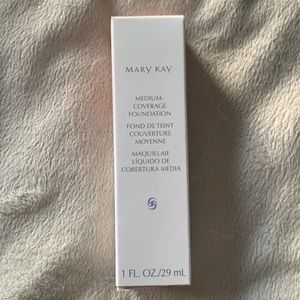 MARY KAY
MEDIUM-
COVERAGE
FOUNDATION
FOND DE TEINT
COUVERTURE
MOYENNE
MAQUILLAJE
LÍQUIDO DE
COBERTURA MEDIA
1 FL. OZ./29 mL